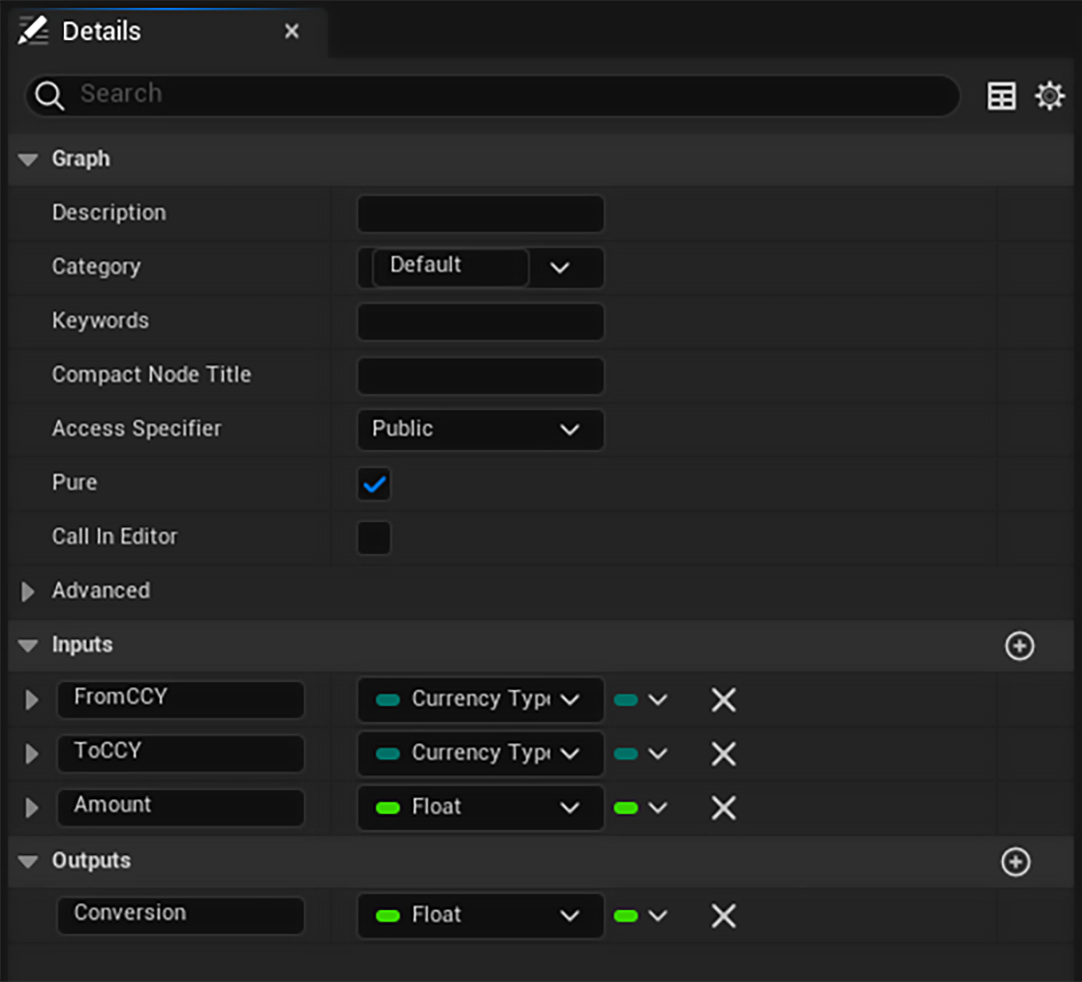 Details
Search
Graph
Description
Category Default
Keywords
Compact Node Title
Access Specifier Public
Pure
Call In Editor
Advanced
Inputs
FromCCY Currency Typ
ToCCY Currency Typ
Amount Float
Outputs
Conversion Float